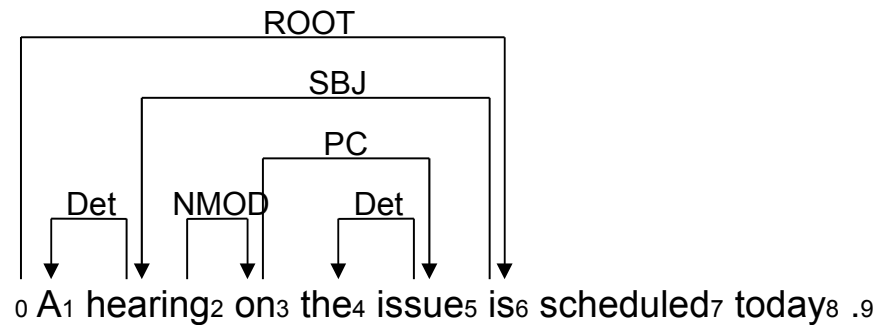 ROOT
SBJ
PC
Det NMOD Det
0 A1 hearing2 on3 the4 issue5 is6 scheduled7 today8 .9